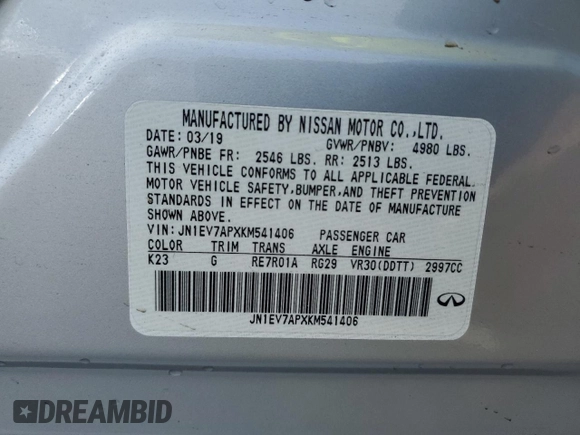 MANUFACTURED BY NISSAN MOTOR CO.,LTD.
DATE: 03/19 GVWR/PNBV: 4980 LBS.
GAWR/PNBE FR: 2546 LBS. RR: 2513 LBS.
THIS VEHICLE CONFORMS TO ALL APPLICABLE FEDERAL
MOTOR VEHICLE SAFETY,BUMPER,AND THEFT PREVENTION
STANDARDS IN EFFECT ON THE DATE OF MANUFACTURE
SHOWN ABOVE.
VIN: JN1EV7APXKM541406 PASSENGER CAR
COLOR TRIM TRANS AXLE ENGINE
K23 G RE7R01A RG29 VR30(DDTT) 2997CC
JN1EV7APXKM541406
DREAMBID